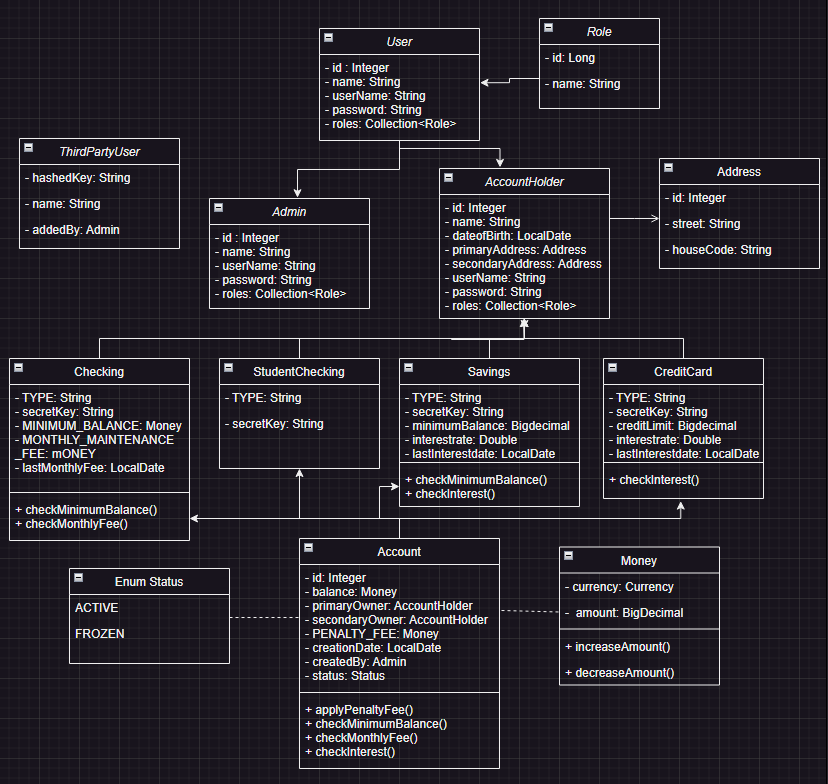 User
- id : Integer
- name: String
- userName: String
- password: String
- roles: Collection<Role>
Role
- id: Long
- name: String
ThirdPartyUser
- hashedKey: String
- name: String
- addedBy: Admin
Admin
- id : Integer
- name: String
- userName: String
- password: String
- roles: Collection<Role>
AccountHolder
- id: Integer
- name: String
- dateofBirth: LocalDate
- primaryAddress: Address
- secondaryAddress: Address
- userName: String
- password: String
- roles: Collection<Role>
Address
- id: Integer
- street: String
- houseCode: String
Checking
- TYPE: String
- secretKey: String
- MINIMUM_BALANCE: Money
- MONTHLY_MAINTENANCE
_FEE: mONEY
- lastMonthlyFee: LocalDate
+ checkMinimumBalance()
+ checkMonthlyFee()
StudentChecking
- TYPE: String
- secretKey: String
Savings
- TYPE: String
- secretKey: String
- minimumBalance: Bigdecimal
- interestrate: Double
- lastInterestdate: LocalDate
+ checkMinimumBalance()
+ checkInterest()
CreditCard
- TYPE: String
- secretKey: String
- creditLimit: Bigdecimal
- interestrate: Double
- lastInterestdate: LocalDate
+ checkInterest()
Enum Status
ACTIVE
FROZEN
Account
- id: Integer
- balance: Money
- primaryOwner: AccountHolder
- secondaryOwner: AccountHolder
- PENALTY_FEE: Money
- creationDate: LocalDate
- createdBy: Admin
- status: Status
+ applyPenaltyFee()
+ checkMinimumBalance()
+ checkMonthlyFee()
+ checkInterest()
Money
- currency: Currency
- amount: BigDecimal
+ increaseAmount()
+ decreaseAmount()